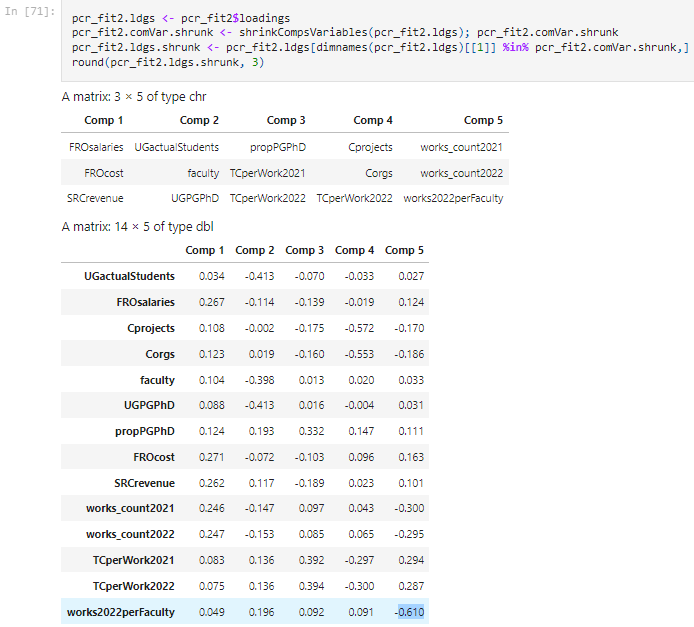 In [71]:
pcr_fit2.ldgs <- pcr_fit2$loadings
pcr_fit2.comVar.shrunk <- shrinkCompsVariables(pcr_fit2.ldgs); pcr_fit2.comVar.shrunk
pcr_fit2.ldgs.shrunk <- pcr_fit2.ldgs[dimnames(pcr_fit2.ldgs)[[1]] %in% pcr_fit2.comVar.shrunk,]
round(pcr_fit2.ldgs.shrunk, 3)
A matrix: 3 × 5 of type chr
Comp 1 Comp 2 Comp 3 Comp 4 Comp 5
FROsalaries UGactualStudents propPGPhD Cprojects works_count2021
FROcost faculty TCperWork2021 Corgs works_count2022
SRCrevenue UGPGPhD TCperWork2022 TCperWork2022 works2022perFaculty
A matrix: 14 × 5 of type dbl
Comp 1 Comp 2 Comp 3 Comp 4 Comp 5
UGactualStudents 0.034 -0.413 -0.070 -0.033 0.027
FROsalaries 0.267 -0.114 -0.139 -0.019 0.124
Cprojects 0.108 -0.002 -0.175 -0.572 -0.170
Corgs 0.123 0.019 -0.160 -0.553 -0.186
faculty 0.104 -0.398 0.013 0.020 0.033
UGPGPhD 0.088 -0.413 0.016 -0.004 0.031
propPGPhD 0.124 0.193 0.332 0.147 0.111
FROcost 0.271 -0.072 -0.103 0.096 0.163
SRCrevenue 0.262 0.117 -0.189 0.023 0.101
works_count2021 0.246 -0.147 0.097 0.043 -0.300
works_count2022 0.247 -0.153 0.085 0.065 -0.295
TCperWork2021 0.083 0.136 0.392 -0.297 0.294
TCperWork2022 0.075 0.136 0.394 -0.300 0.287
works2022perFaculty 0.049 0.196 0.092 0.091 -0.610